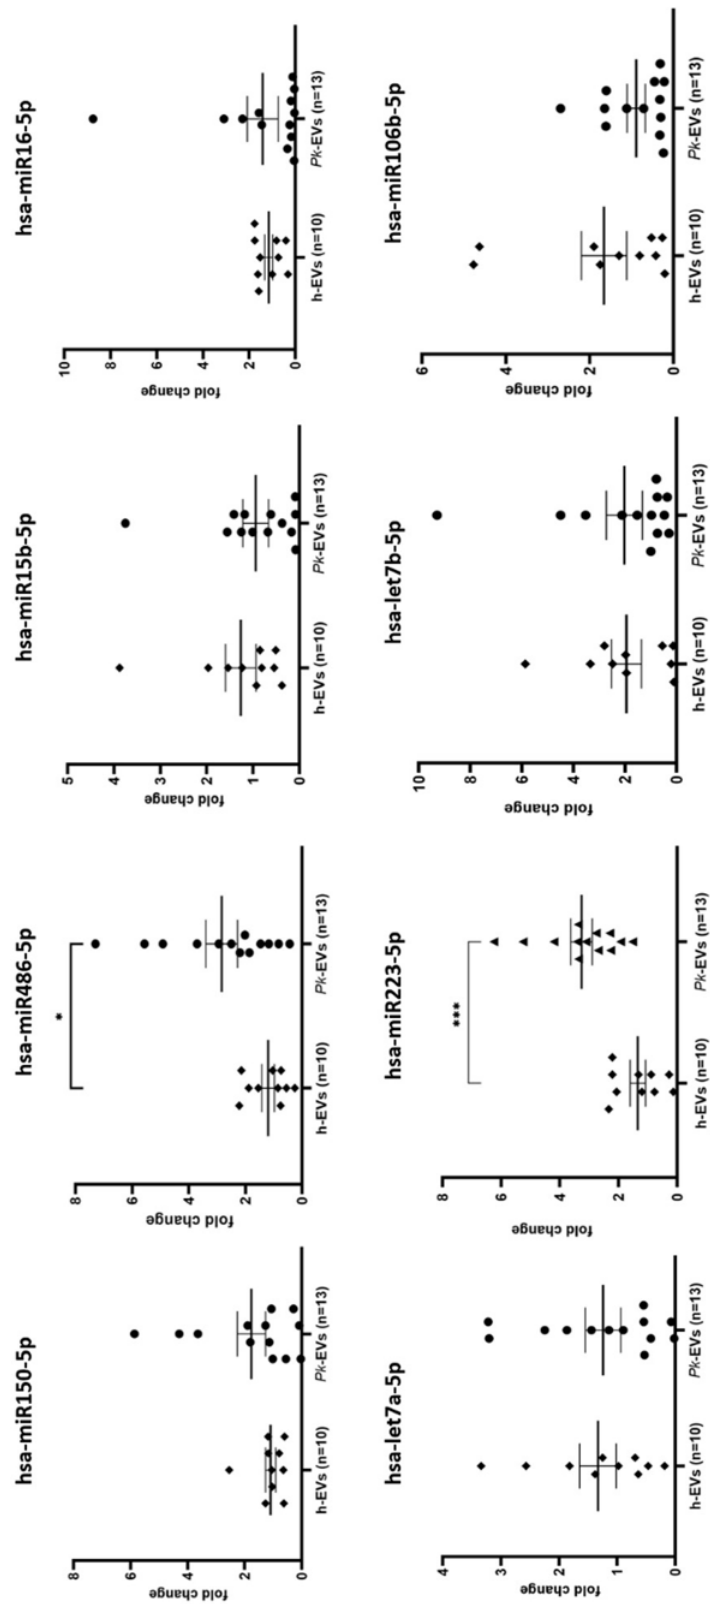 hsa-miR150-5p
fold change
8
6
4
2
0
h-EVs (n=10)
Pk-EVs (n=13)
hsa-miR486-5p
*
fold change
8
6
4
2
0
h-EVs (n=10)
Pk-EVs (n=13)
hsa-miR15b-5p
fold change
5
4
3
2
1
0
h-EVs (n=10)
Pk-EVs (n=13)
hsa-miR16-5p
fold change
10
8
6
4
2
0
h-EVs (n=10)
Pk-EVs (n=13)
hsa-let7a-5p
fold change
4
3
2
1
0
h-EVs (n=10)
Pk-EVs (n=13)
hsa-miR223-5p
***
fold change
8
6
4
2
0
h-EVs (n=10)
Pk-EVs (n=13)
hsa-let7b-5p
fold change
10
8
6
4
2
0
h-EVs (n=10)
Pk-EVs (n=13)
hsa-miR106b-5p
fold change
6
4
2
0
h-EVs (n=10)
Pk-EVs (n=13)